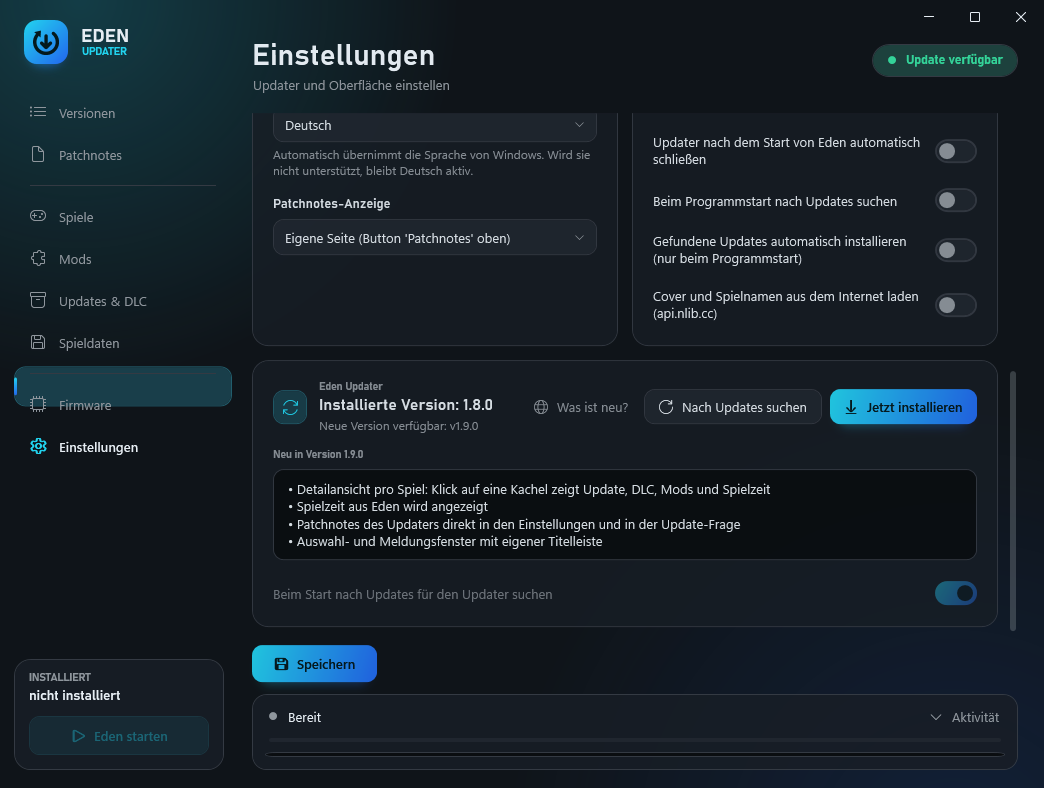 EDEN
UPDATER
Versionen
Patchnotes
Spiele
Mods
Updates & DLC
Spieldaten
Firmware
Einstellungen
INSTALLIERT
nicht installiert
Eden starten
Einstellungen
Updater und Oberfläche einstellen
Update verfügbar
Deutsch
Automatisch übernimmt die Sprache von Windows. Wird sie
nicht unterstützt, bleibt Deutsch aktiv.
Patchnotes-Anzeige
Eigene Seite (Button 'Patchnotes' oben)
Updater nach dem Start von Eden automatisch
schließen
Beim Programmstart nach Updates suchen
Gefundene Updates automatisch installieren
(nur beim Programmstart)
Cover und Spielnamen aus dem Internet laden
(api.nlib.cc)
Eden Updater
Installierte Version: 1.8.0
Neue Version verfügbar: v1.9.0
Was ist neu?
Nach Updates suchen
Jetzt installieren
Neu in Version 1.9.0
• Detailansicht pro Spiel: Klick auf eine Kachel zeigt Update, DLC, Mods und Spielzeit
• Spielzeit aus Eden wird angezeigt
• Patchnotes des Updaters direkt in den Einstellungen und in der Update-Frage
• Auswahl- und Meldungsfenster mit eigener Titelleiste
Beim Start nach Updates für den Updater suchen
Speichern
Bereit
Aktivität